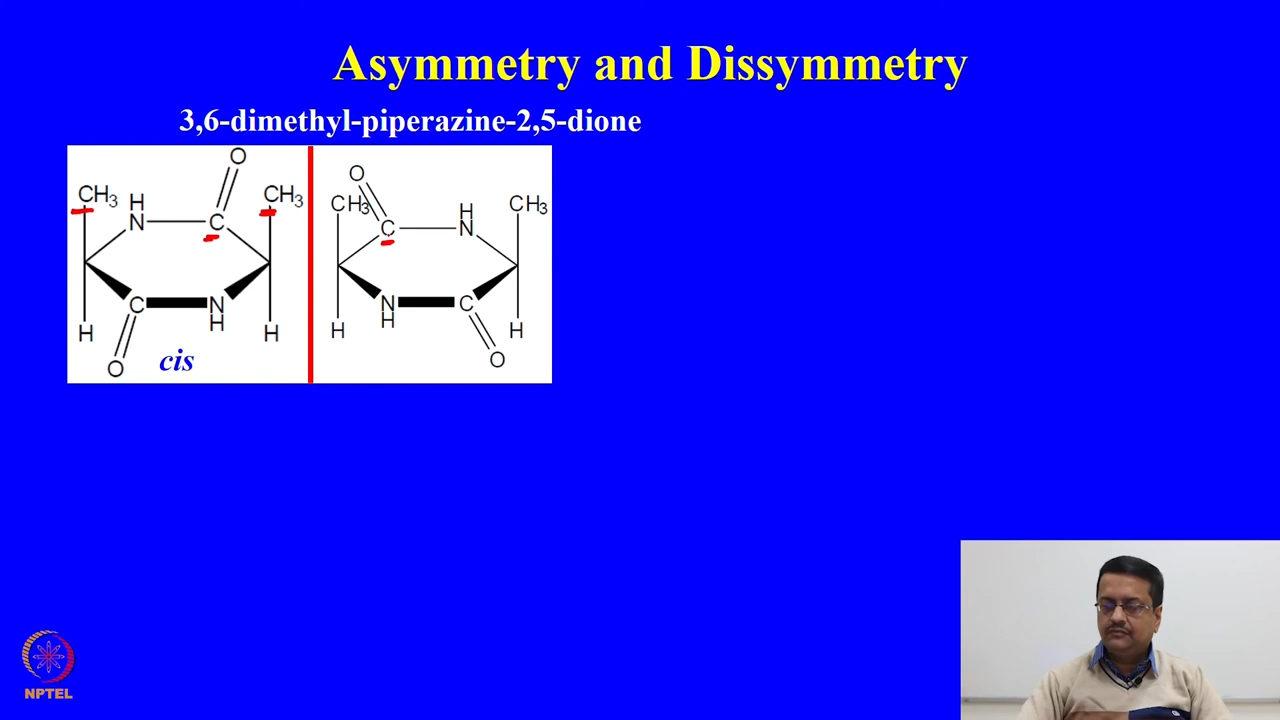 Asymmetry and Dissymmetry
3,6-dimethyl-piperazine-2,5-dione
O
CH3
H
N
C
CH3
C
N
H
H
H
O
cis
O
CH3
C
H
N
CH3
N
H
C
H
H
O
NPTEL